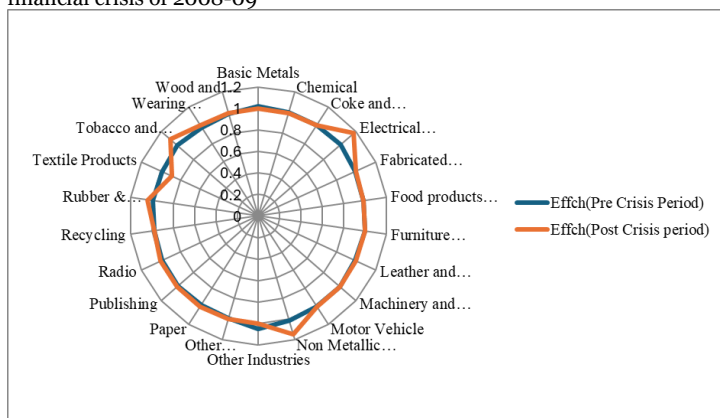 financial crisis of 2008-09
Basic Metals
Chemical
Coke and...
Electrical...
Fabricated...
Food products...
Furniture...
Leather and...
Machinery and...
Motor Vehicle
Non Metallic...
Other Industries
Other...
Paper
Publishing
Radio
Recycling
Rubber &...
Textile Products
Tobacco and...
Wearing...
Wood and...
1.2
1
0.8
0.6
0.4
0.2
0
Effch(Pre Crisis Period)
Effch(Post Crisis period)